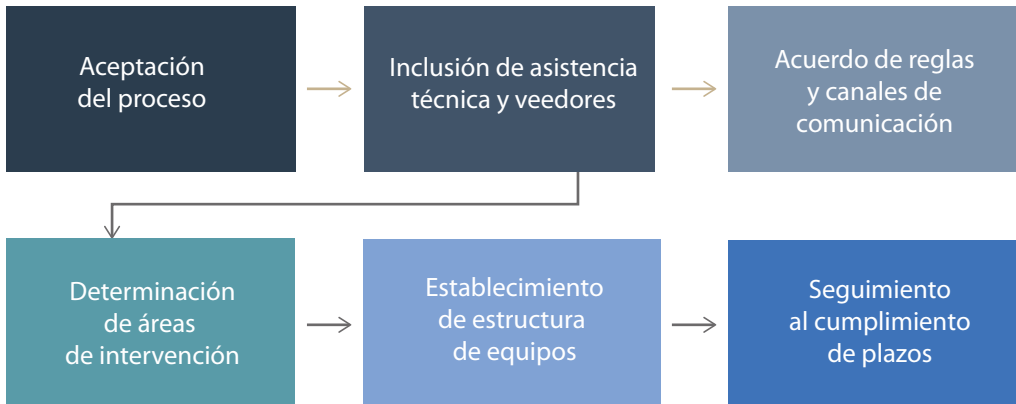 Aceptación
del proceso
Inclusión de asistencia
técnica y veedores
Acuerdo de reglas
y canales de
comunicación
Determinación
de áreas
de intervención
Establecimiento
de estructura
de equipos
Seguimiento
al cumplimiento
de plazos